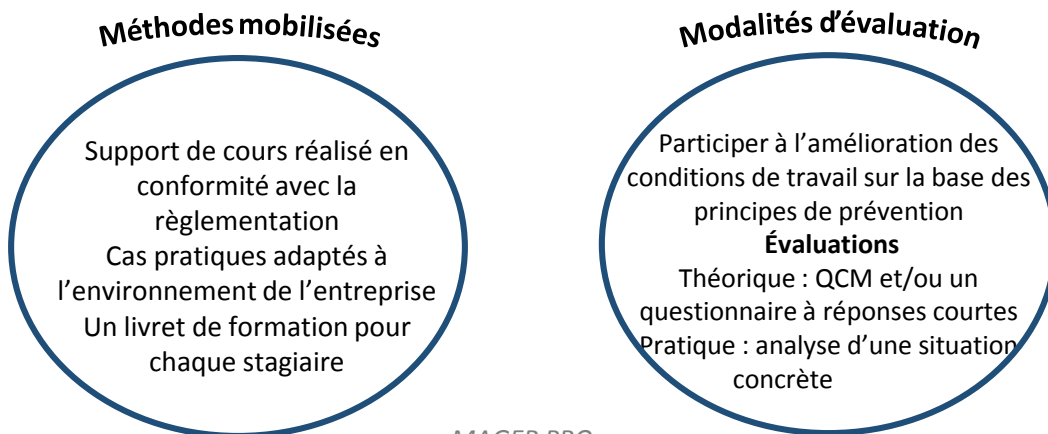 Méthodes mobilisées
Support de cours réalisé en
conformité avec la
règlementation
Cas pratiques adaptés à
l'environnement de l'entreprise
Un livret de formation pour
chaque stagiaire
Modalités d'évaluation
Participer à l'amélioration des
conditions de travail sur la base des
principes de prévention
Évaluations
Théorique : QCM et/ou un
questionnaire à réponses courtes
Pratique : analyse d'une situation
concrète